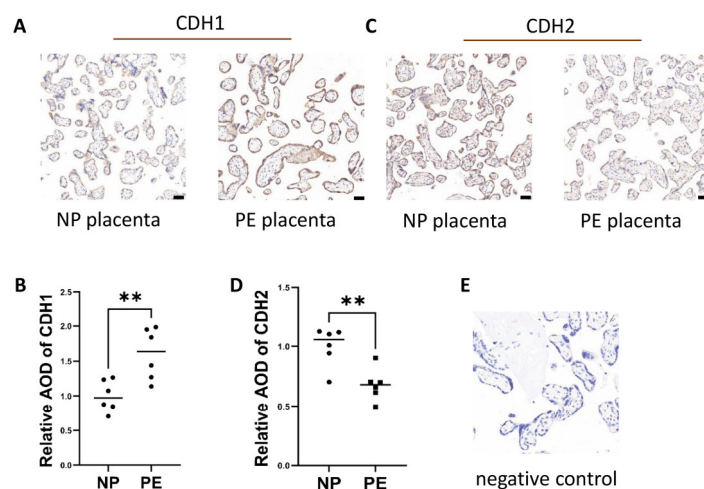 A
CDH1
C
CDH2
NP placenta
PE placenta
NP placenta
PE placenta
B
Relative AOD of CDH1
2.5
2.0
1.5
1.0
0.5
0.0
**
NP
PE
D
Relative AOD of CDH2
1.5
1.0
0.5
0.0
**
NP
PE
E
negative control